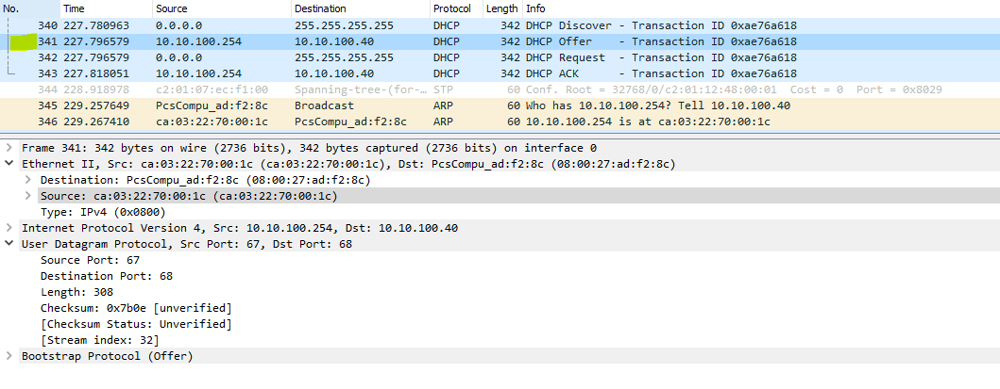 No. Time Source Destination Protocol Length Info
340 227.780963 0.0.0.0 255.255.255.255 DHCP 342 DHCP Discover - Transaction ID 0xae76a618
341 227.796579 10.10.100.254 10.10.100.40 DHCP 342 DHCP Offer - Transaction ID 0xae76a618
342 227.796579 0.0.0.0 255.255.255.255 DHCP 342 DHCP Request - Transaction ID 0xae76a618
343 227.818051 10.10.100.254 10.10.100.40 DHCP 342 DHCP ACK - Transaction ID 0xae76a618
344 228.918978 c2:01:07:ec:f1:00 Spanning-tree-(for-… STP 60 Conf. Root = 32768/0/c2:01:12:48:00:01 Cost = 0 Port = 0x8029
345 229.257649 PcsCompu_ad:f2:8c Broadcast ARP 60 Who has 10.10.100.254? Tell 10.10.100.40
346 229.267410 ca:03:22:70:00:1c PcsCompu_ad:f2:8c ARP 60 10.10.100.254 is at ca:03:22:70:00:1c
Frame 341: 342 bytes on wire (2736 bits), 342 bytes captured (2736 bits) on interface 0
Ethernet II, Src: ca:03:22:70:00:1c (ca:03:22:70:00:1c), Dst: PcsCompu_ad:f2:8c (08:00:27:ad:f2:8c)
Destination: PcsCompu_ad:f2:8c (08:00:27:ad:f2:8c)
Source: ca:03:22:70:00:1c (ca:03:22:70:00:1c)
Type: IPv4 (0x0800)
Internet Protocol Version 4, Src: 10.10.100.254, Dst: 10.10.100.40
User Datagram Protocol, Src Port: 67, Dst Port: 68
Source Port: 67
Destination Port: 68
Length: 308
Checksum: 0x7b0e [unverified]
[Checksum Status: Unverified]
[Stream index: 32]
Bootstrap Protocol (Offer)